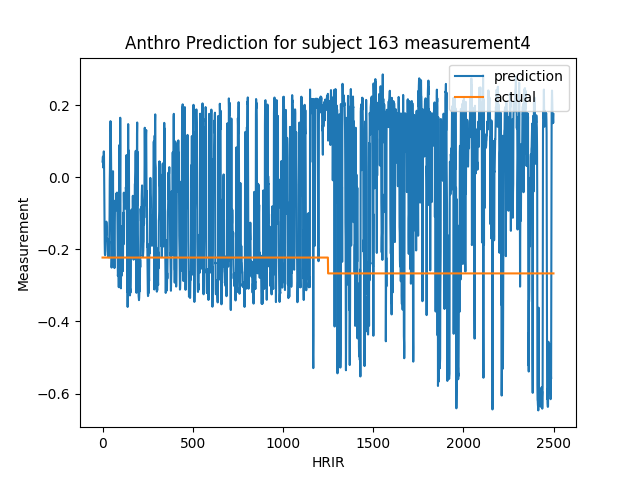 Anthro Prediction for subject 163 measurement4
prediction
actual
0.2
0.0
−0.2
−0.4
−0.6
Measurement
0 500 1000 1500 2000 2500
HRIR